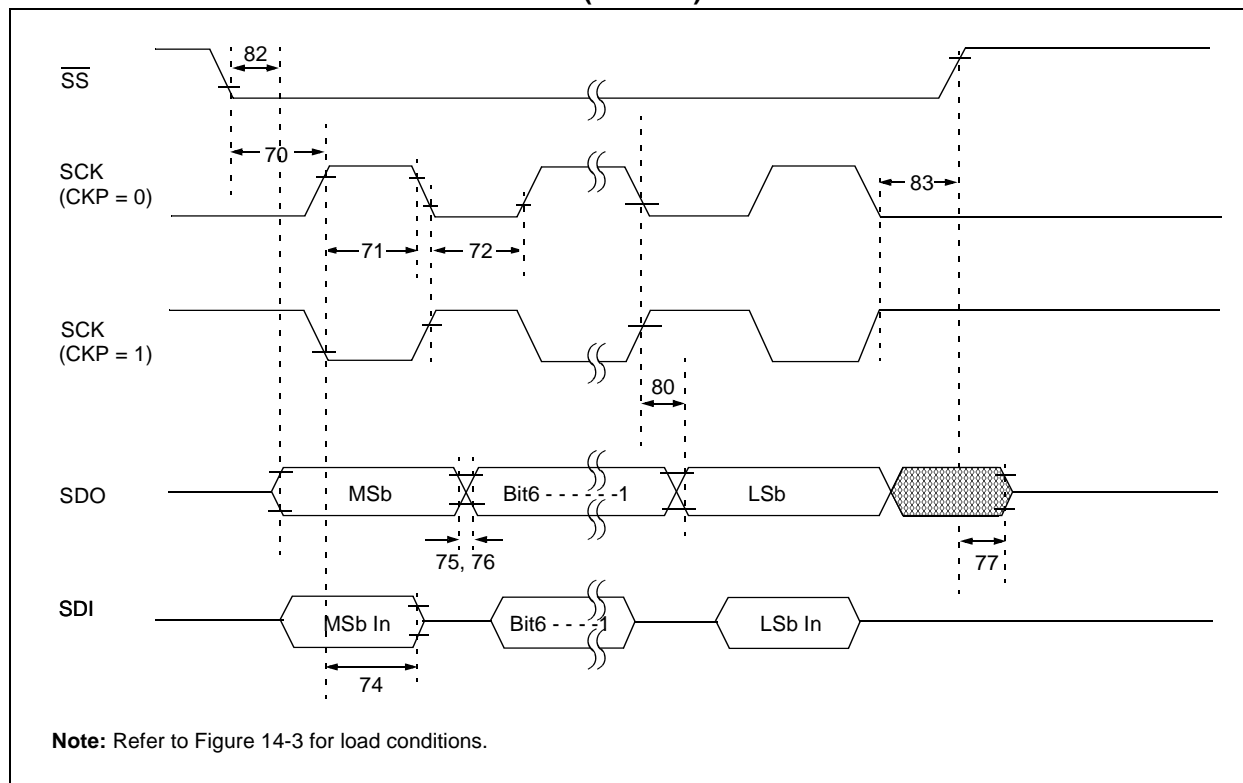 82
SS
70
SCK
(CKP = 0)
83
71
72
SCK
(CKP = 1)
80
SDO
MSb
Bit6 - - - - - -1
LSb
75, 76
77
SDI
MSb In
Bit6 - - - -1
LSb In
74
Note: Refer to Figure 14-3 for load conditions.